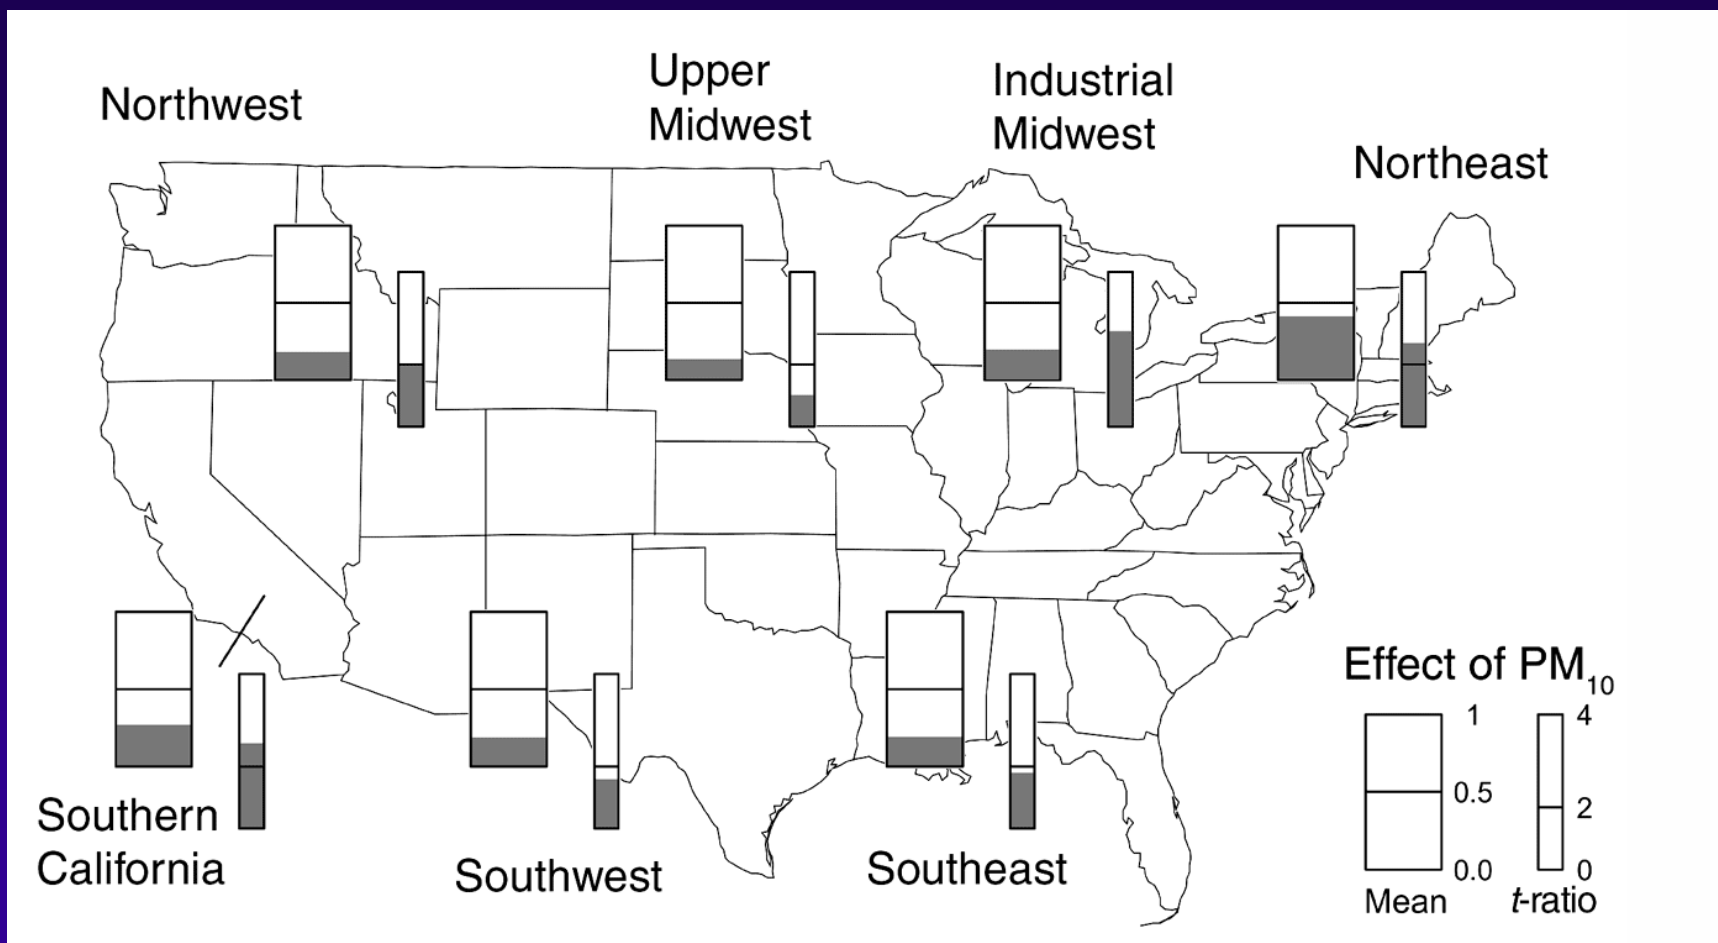 Northwest
Upper
Midwest
Industrial
Midwest
Northeast
Southern
California
Southwest
Southeast
Effect of PM10
1
0.5
0.0
Mean
4
2
0
t-ratio